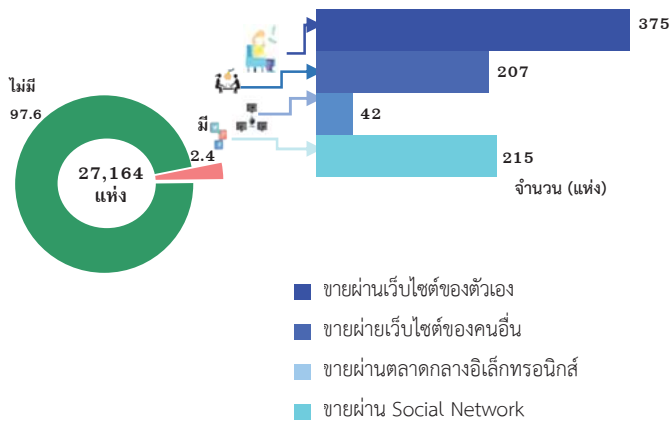 375
ไม่มี
207
97.6
42
มี
2.4
27,164
แห่ง
215
จำนวน (แห่ง)
ขายผ่านเว็บไซต์ของตัวเอง
ขายผ่ายเว็บไซต์ของคนอื่น
ขายผ่านตลาดกลางอิเล็กทรอนิกส์
ขายผ่าน Social Network